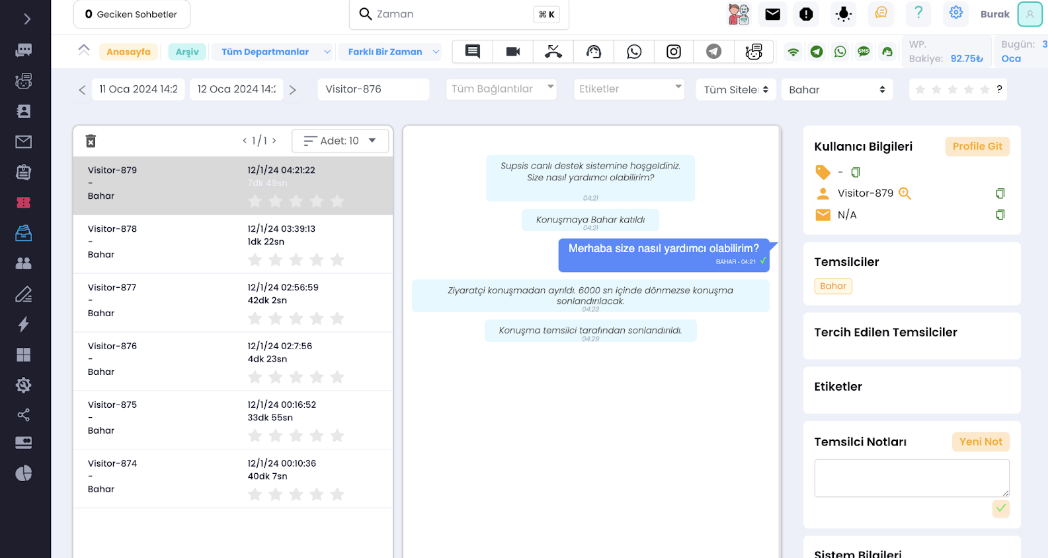 0 Geciken Sohbetler
Zaman
⌘ K
Burak
Anasayfa
Arşiv
Tüm Departmanlar
Farklı Bir Zaman
SMS
WP.
Bakiye: 92.75₺
Bugün: 3
Oca
11 Oca 2024 14:2
12 Oca 2024 14:2
Visitor-876
Tüm Bağlantılar
Etiketler
Tüm Sitele
Bahar
?
< 1 / 1 >
Adet: 10
Visitor-879
12/1/24 04:21:22
-
7dk 49sn
Bahar
Visitor-878
12/1/24 03:39:13
-
1dk 22sn
Bahar
Visitor-877
12/1/24 02:56:59
-
42dk 2sn
Bahar
Visitor-876
12/1/24 02:7:56
-
4dk 23sn
Bahar
Visitor-875
12/1/24 00:16:52
-
33dk 55sn
Bahar
Visitor-874
12/1/24 00:10:36
-
40dk 7sn
Bahar
Supsis canlı destek sistemine hoşgeldiniz.
Size nasıl yardımcı olabilirim?
04:21
Konuşmaya Bahar katıldı
04:21
Merhaba size nasıl yardımcı olabilirim?
BAHAR - 04:21
Ziyaratçi konuşmadan ayrıldı. 6000 sn içinde dönmezse konuşma
sonlandırılacak.
04:23
Konuşma temsilci tarafından sonlandırıldı.
04:29
Kullanıcı Bilgileri
Profile Git
-
Visitor-879
N/A
Temsilciler
Bahar
Tercih Edilen Temsilciler
Etiketler
Temsilci Notları
Yeni Not
Sistem Bilgileri